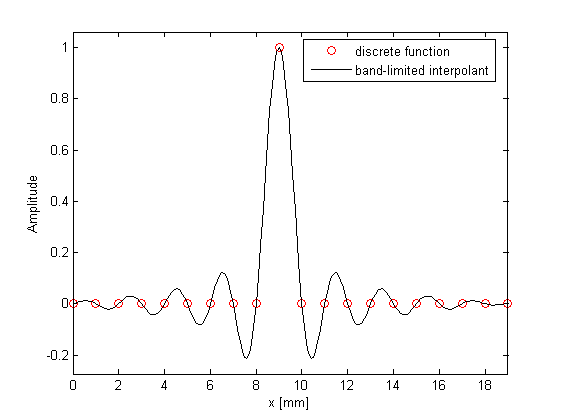 discrete function
band-limited interpolant
1
0.8
0.6
0.4
0.2
0
-0.2
Amplitude
0 2 4 6 8 10 12 14 16 18
x [mm]